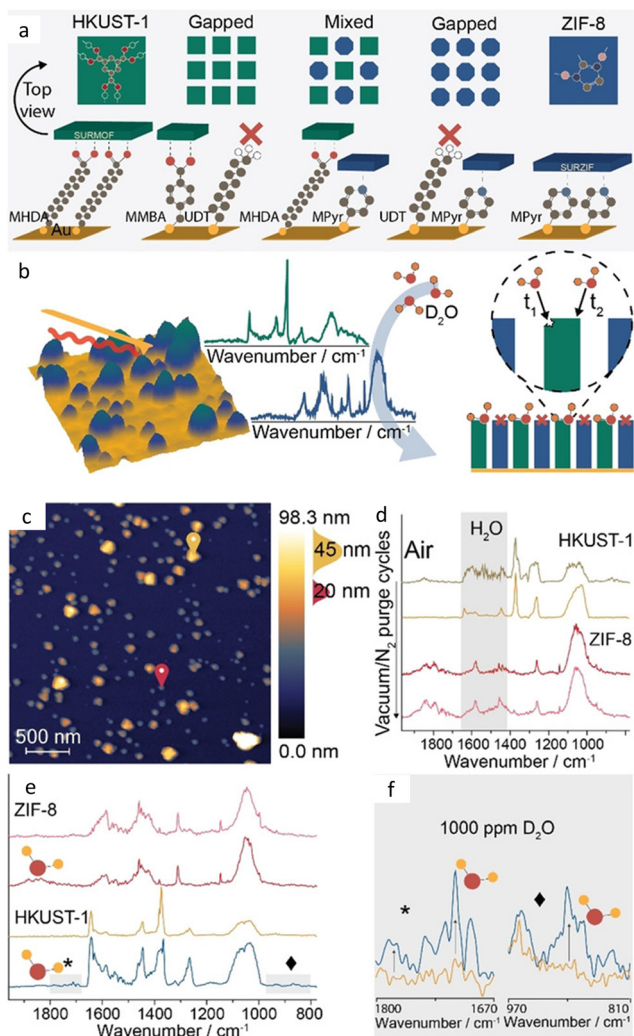 a
HKUST-1
Gapped
Mixed
Gapped
ZIF-8
Top
view
SURMOF
SURZIF
MHDA
Au
MMBA
UDT
MHDA
MPyr
UDT
MPyr
MPyr
b
Wavenumber / cm-1
Wavenumber / cm-1
D2O
t1
t2
c
98.3 nm
45 nm
20 nm
0.0 nm
500 nm
d
Air
H2O
HKUST-1
ZIF-8
Vacuum/N2 purge cycles
1800 1600 1400 1200 1000
Wavenumber / cm-1
e
ZIF-8
HKUST-1
*
♦
1800 1600 1400 1200 1000 800
Wavenumber / cm-1
f
1000 ppm D2O
*
♦
1800 1670 970 810
Wavenumber / cm-1